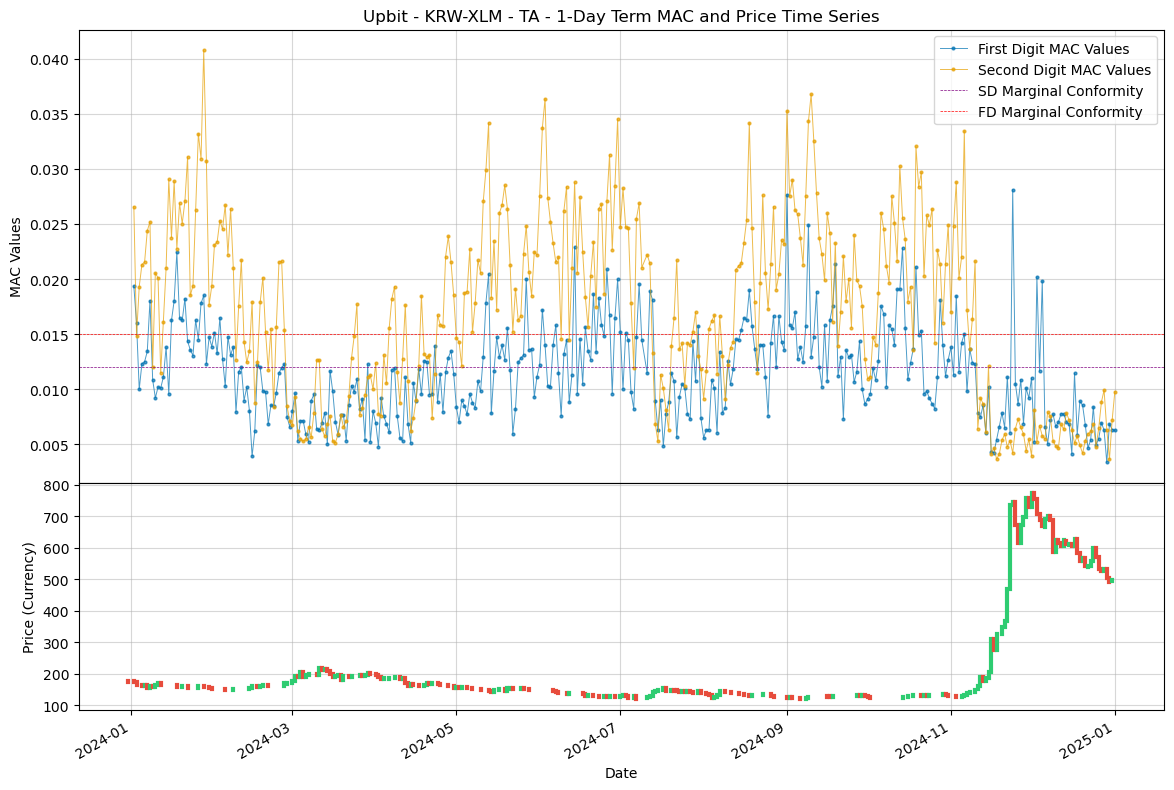 Upbit - KRW-XLM - TA - 1-Day Term MAC and Price Time Series
First Digit MAC Values
Second Digit MAC Values
SD Marginal Conformity
FD Marginal Conformity
MAC Values
0.040
0.035
0.030
0.025
0.020
0.015
0.010
0.005
Price (Currency)
800
700
600
500
400
300
200
100
2024-01
2024-03
2024-05
2024-07
2024-09
2024-11
2025-01
Date